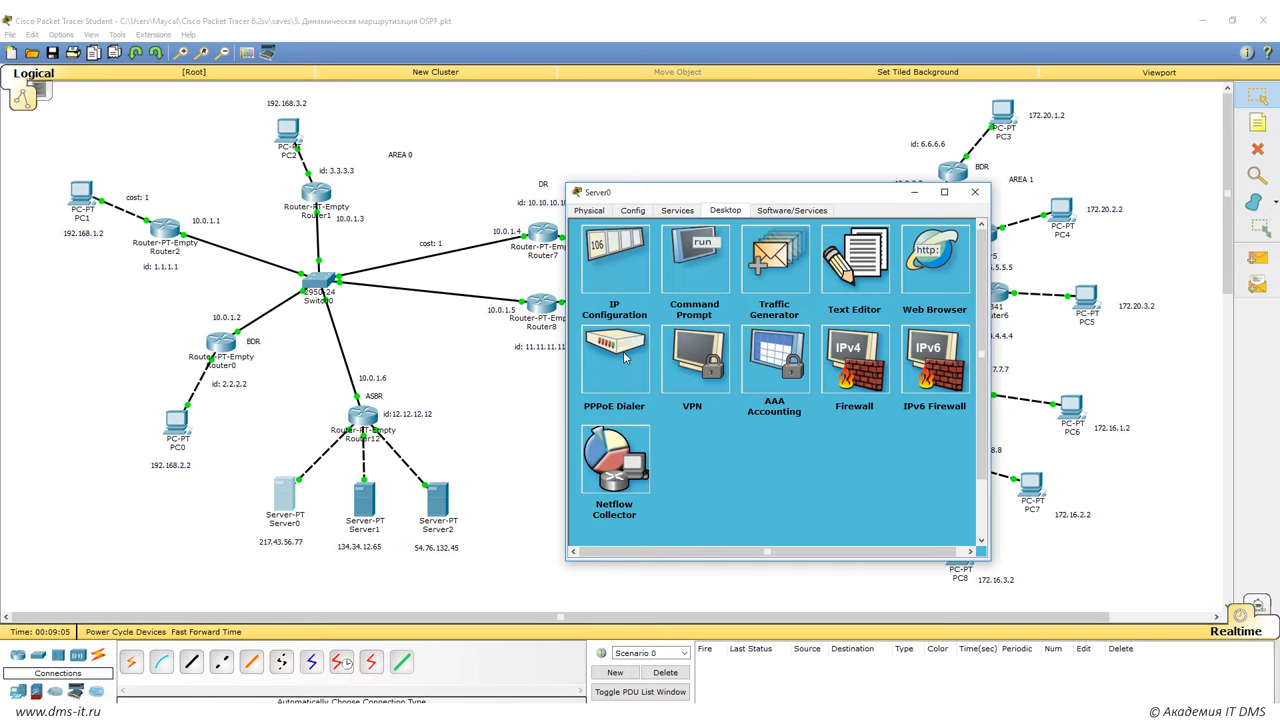 Cisco Packet Tracer Student - C:\Users\Maycal\Cisco Packet Tracer 6.2sv\saves\5. Динамическая маршрутизация OSPF.pkt
File Edit Options View Tools Extensions Help
Logical
[Root]
New Cluster
Move Object
Set Tiled Background
Viewport
192.168.3.2
PC-PT
PC2
AREA 0
id: 3.3.3.3
Router-PT-Empty
Router1
10.0.1.3
PC-PT
PC1
192.168.1.2
cost: 1
10.0.1.1
Router-PT-Empty
Router2
id: 1.1.1.1
cost: 1
DR
id: 10.10.10.10
10.0.1.4
Router-PT-Empty
Router7
2950-24
Switch0
10.0.1.5
Router-PT-Empty
Router8
id: 11.11.11.11
10.0.1.2
BDR
Router-PT-Empty
Router0
id: 2.2.2.2
PC-PT
PC0
192.168.2.2
10.0.1.6
ASBR
id:12.12.12.12
Router-PT-Empty
Router12
Server-PT
Server0
217.43.56.77
Server-PT
Server1
134.34.12.65
Server-PT
Server2
54.76.132.45
172.20.1.2
PC-PT
PC3
id: 6.6.6.6
BDR
AREA 1
172.20.2.2
PC-PT
PC4
5.5.5
841
uter6
PC-PT
PC5
172.20.3.2
7.7.7
PC-PT
PC6
172.16.1.2
8.8
PC-PT
PC7
172.16.2.2
PC8
172.16.3.2
Server0
Physical Config Services Desktop Software/Services
106
IP
Configuration
run
Command
Prompt
Traffic
Generator
Text Editor
http:
Web Browser
PPPoE Dialer
VPN
AAA
Accounting
IPv4
Firewall
IPv6
IPv6 Firewall
Netflow
Collector
Time: 00:09:05 Power Cycle Devices Fast Forward Time
Realtime
Connections
Automatically Choose Connection Type
Scenario 0
New Delete
Toggle PDU List Window
Fire Last Status Source Destination Type Color Time(sec) Periodic Num Edit Delete
www.dms-it.ru
© Академия IT DMS